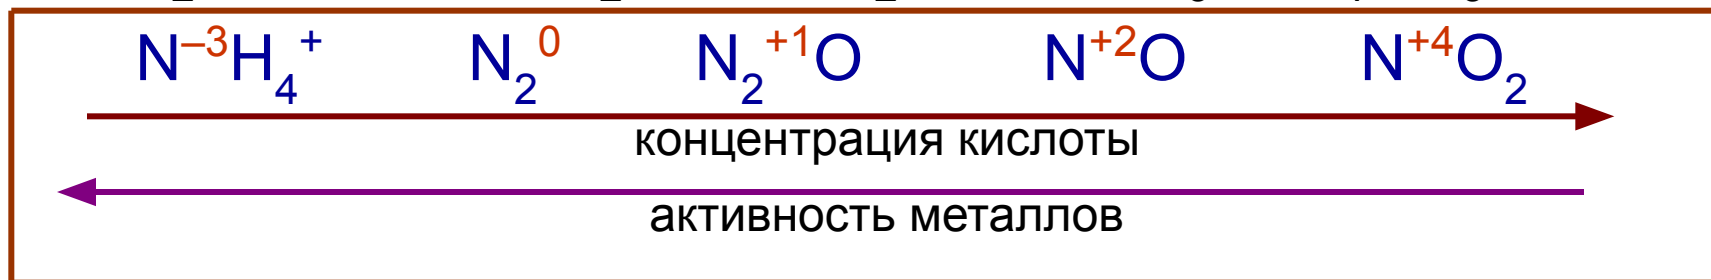 N⁻³H₄⁺ N₂⁰ N₂⁺¹O N⁺²O N⁺⁴O₂
концентрация кислоты
активность металлов